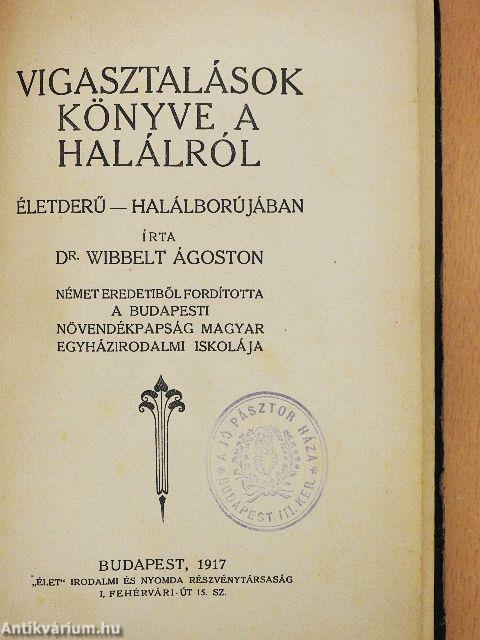 VIGASZTALÁSOK
KÖNYVE A
HALÁLRÓL
ÉLETDERŰ — HALÁLBORÚJÁBAN
ÍRTA
DR. WIBBELT ÁGOSTON
NÉMET EREDETIBŐL FORDÍTOTTA
A BUDAPESTI
NÖVENDÉKPAPSÁG MAGYAR
EGYHÁZIRODALMI ISKOLÁJA
* A JÓ PÁSZTOR HÁZA *
BUDAPEST III. KER.
BUDAPEST, 1917
„ÉLET" IRODALMI ÉS NYOMDA RÉSZVÉNYTÁRSASÁG
I, FEHÉRVÁRI-ÚT 15. SZ.
Antikvárium.hu